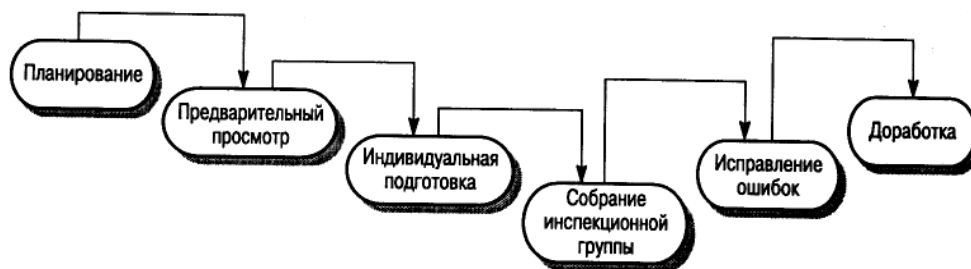 Планирование
Предварительный
просмотр
Индивидуальная
подготовка
Собрание
инспекционной
группы
Исправление
ошибок
Доработка